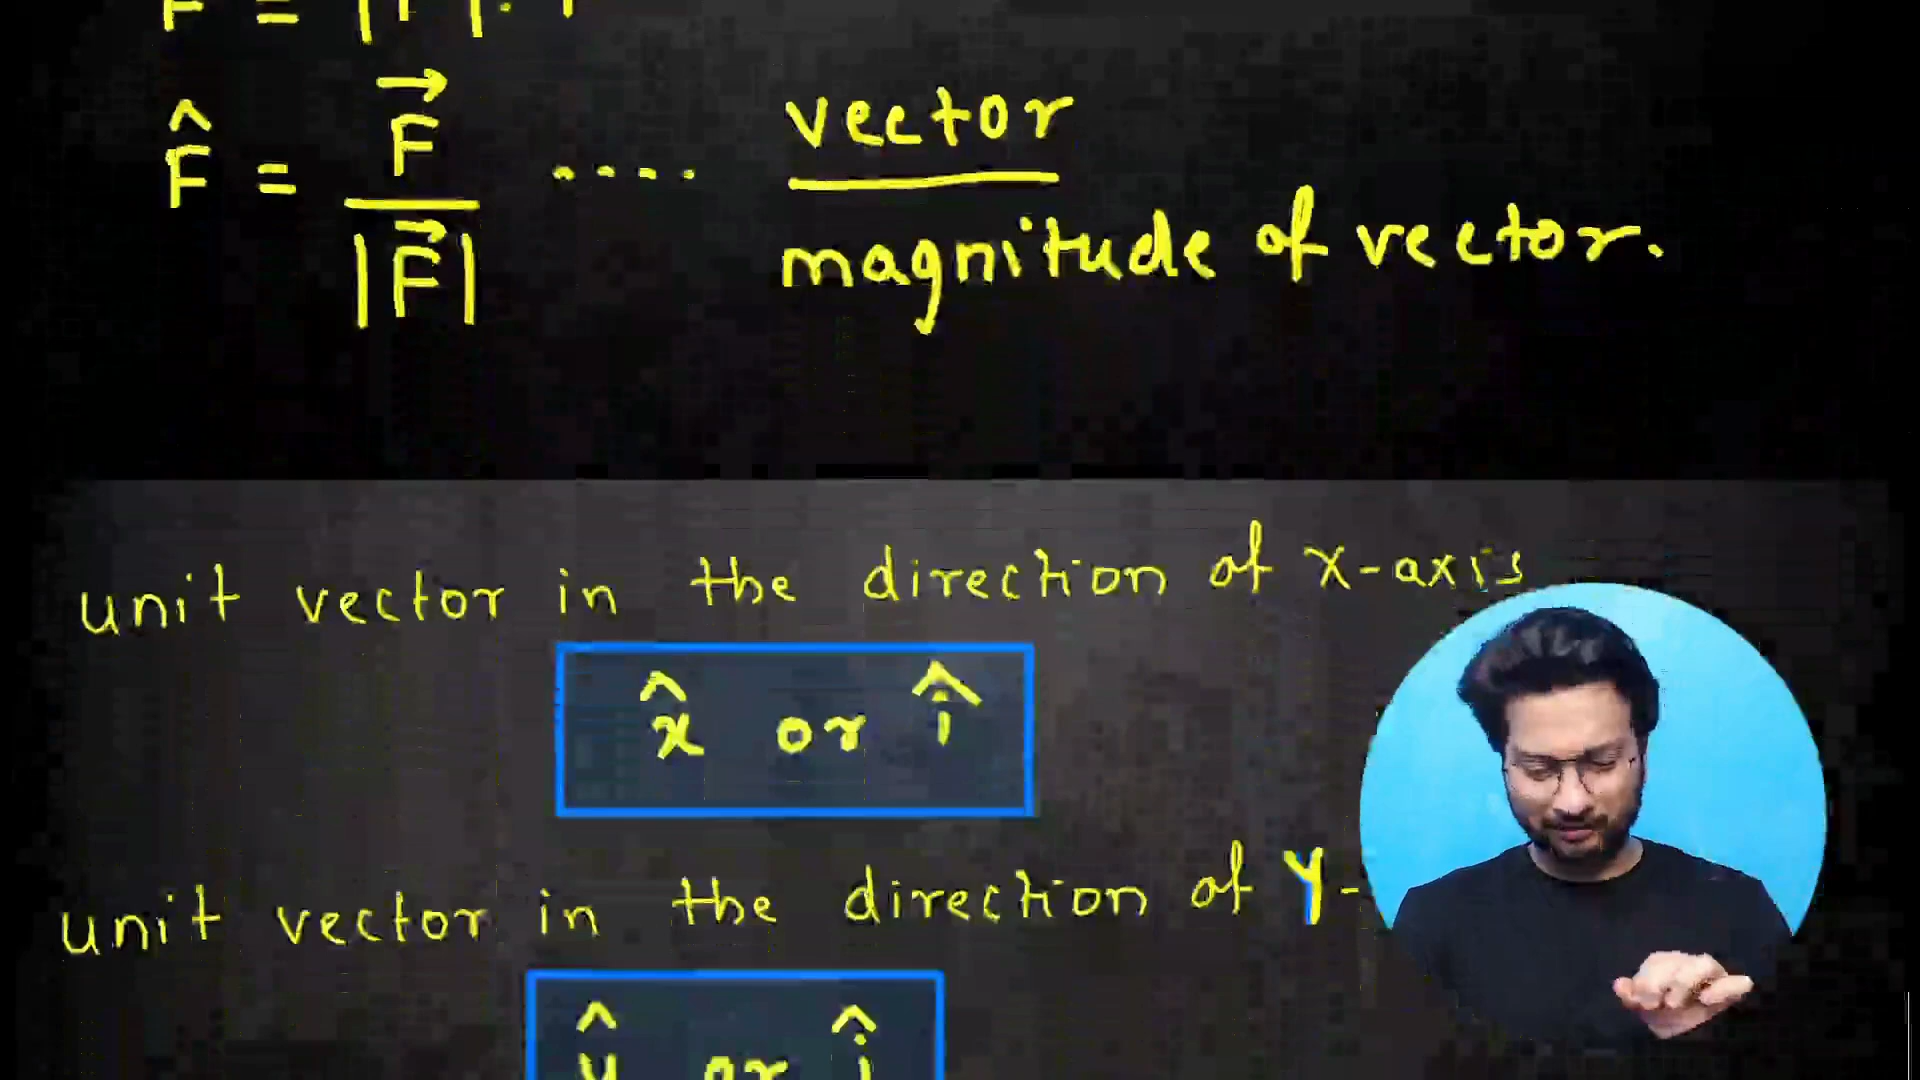 F̂ = F⃗ / |F⃗| .... vector / magnitude of vector.
unit vector in the direction of x-axis
x̂ or î
unit vector in the direction of Y-
ŷ or ĵ